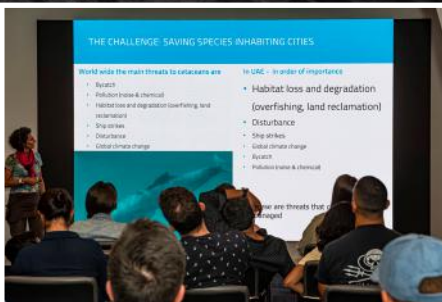 THE CHALLENGE: SAVING SPECIES INHABITING CITIES
World wide the main threats to cetaceans are
Bycatch
Pollution (noise & chemical)
Habitat loss and degradation (overfishing, land
reclamation)
Ship strikes
Disturbance
Global climate change
In UAE - in order of importance
Habitat loss and degradation
(overfishing, land reclamation)
Disturbance
Ship strikes
Global climate change
Bycatch
Pollution (noise & chemical)
are threats that
managed